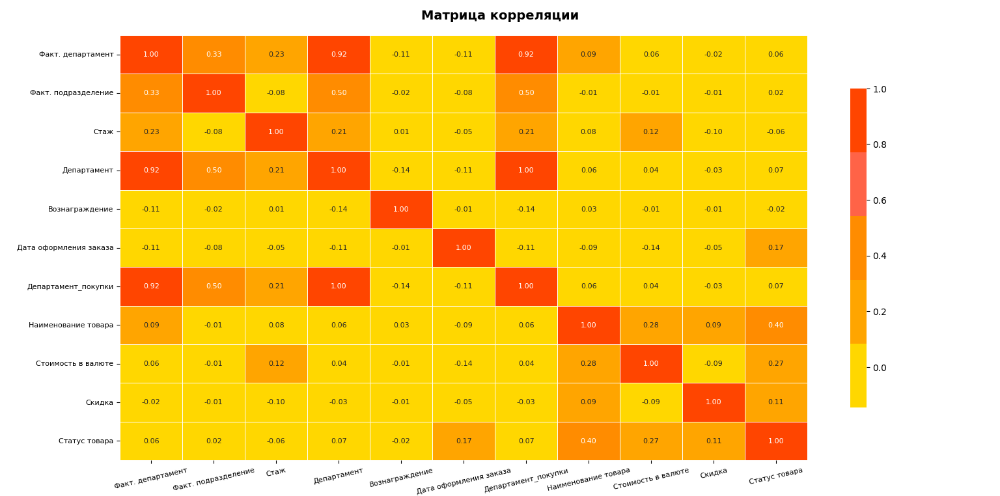 Матрица корреляции
Факт. департамент 1.00 0.33 0.23 0.92 -0.11 -0.11 0.92 0.09 0.06 -0.02 0.06
Факт. подразделение 0.33 1.00 -0.08 0.50 -0.02 -0.08 0.50 -0.01 -0.01 -0.01 0.02
Стаж 0.23 -0.08 1.00 0.21 0.01 -0.05 0.21 0.08 0.12 -0.10 -0.06
Департамент 0.92 0.50 0.21 1.00 -0.14 -0.11 1.00 0.06 0.04 -0.03 0.07
Вознаграждение -0.11 -0.02 0.01 -0.14 1.00 -0.01 -0.14 0.03 -0.01 -0.01 -0.02
Дата оформления заказа -0.11 -0.08 -0.05 -0.11 -0.01 1.00 -0.11 -0.09 -0.14 -0.05 0.17
Департамент_покупки 0.92 0.50 0.21 1.00 -0.14 -0.11 1.00 0.06 0.04 -0.03 0.07
Наименование товара 0.09 -0.01 0.08 0.06 0.03 -0.09 0.06 1.00 0.28 0.09 0.40
Стоимость в валюте 0.06 -0.01 0.12 0.04 -0.01 -0.14 0.04 0.28 1.00 -0.09 0.27
Скидка -0.02 -0.01 -0.10 -0.03 -0.01 -0.05 -0.03 0.09 -0.09 1.00 0.11
Статус товара 0.06 0.02 -0.06 0.07 -0.02 0.17 0.07 0.40 0.27 0.11 1.00
Факт. департамент Факт. подразделение Стаж Департамент Вознаграждение Дата оформления заказа Департамент_покупки Наименование товара Стоимость в валюте Скидка Статус товара
1.0
0.8
0.6
0.4
0.2
0.0